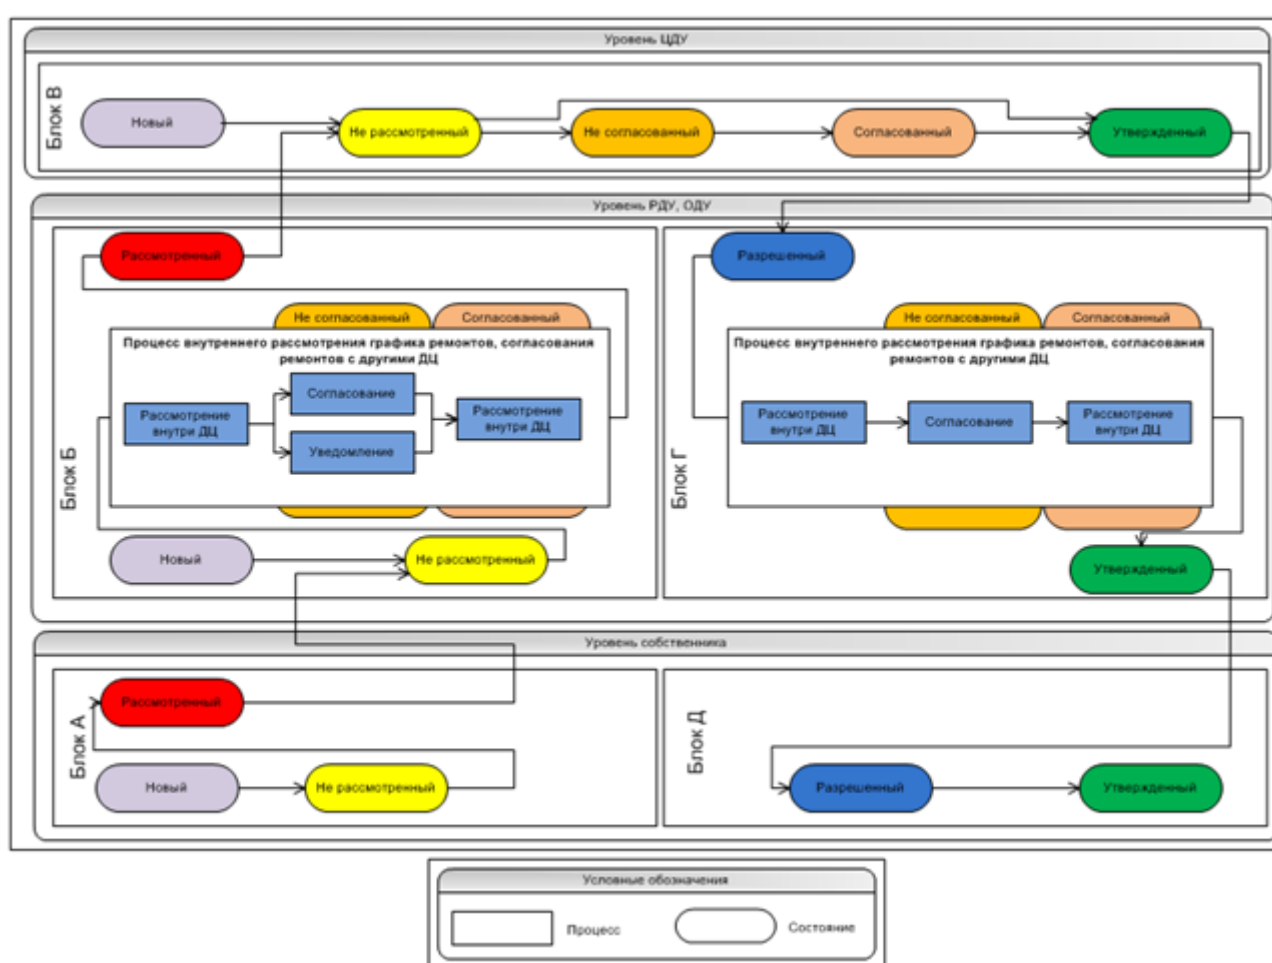 Уровень ЦДУ
Блок В
Новый
Не рассмотренный
Не согласованный
Согласованный
Утвержденный
Уровень РДУ, ОДУ
Блок Б
Рассмотренный
Не согласованный
Согласованный
Процесс внутреннего рассмотрения графика ремонтов, согласования
ремонтов с другими ДЦ
Рассмотрение
внутри ДЦ
Согласование
Уведомление
Рассмотрение
внутри ДЦ
Новый
Не рассмотренный
Блок Г
Разрешенный
Не согласованный
Согласованный
Процесс внутреннего рассмотрения графика ремонтов, согласования
ремонтов с другими ДЦ
Рассмотрение
внутри ДЦ
Согласование
Рассмотрение
внутри ДЦ
Утвержденный
Уровень собственника
Блок А
Рассмотренный
Новый
Не рассмотренный
Блок Д
Разрешенный
Утвержденный
Условные обозначения
Процесс
Состояние